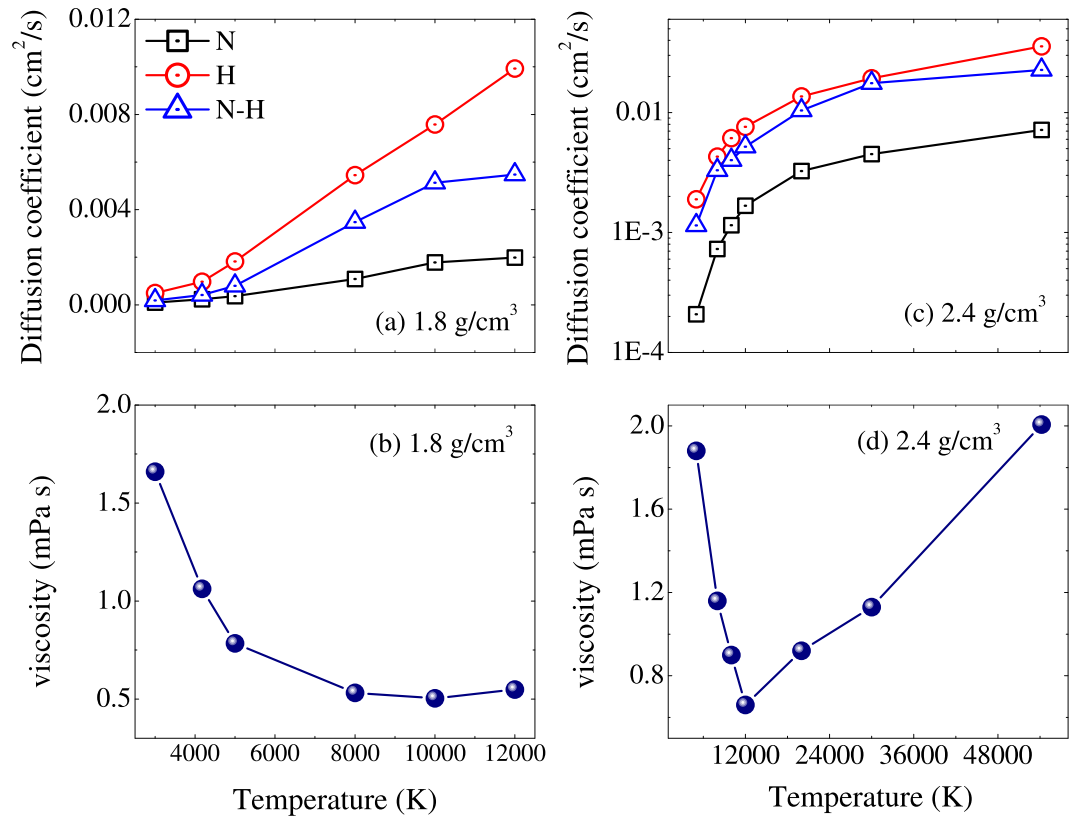 Diffusion coefficient (cm²/s)
0.012
0.008
0.004
0.000
N
H
N-H
(a) 1.8 g/cm³
Diffusion coefficient (cm²/s)
0.01
1E-3
1E-4
(c) 2.4 g/cm³
viscosity (mPa s)
2.0
1.5
1.0
0.5
(b) 1.8 g/cm³
4000 6000 8000 10000 12000
Temperature (K)
viscosity (mPa s)
2.0
1.6
1.2
0.8
(d) 2.4 g/cm³
12000 24000 36000 48000
Temperature (K)